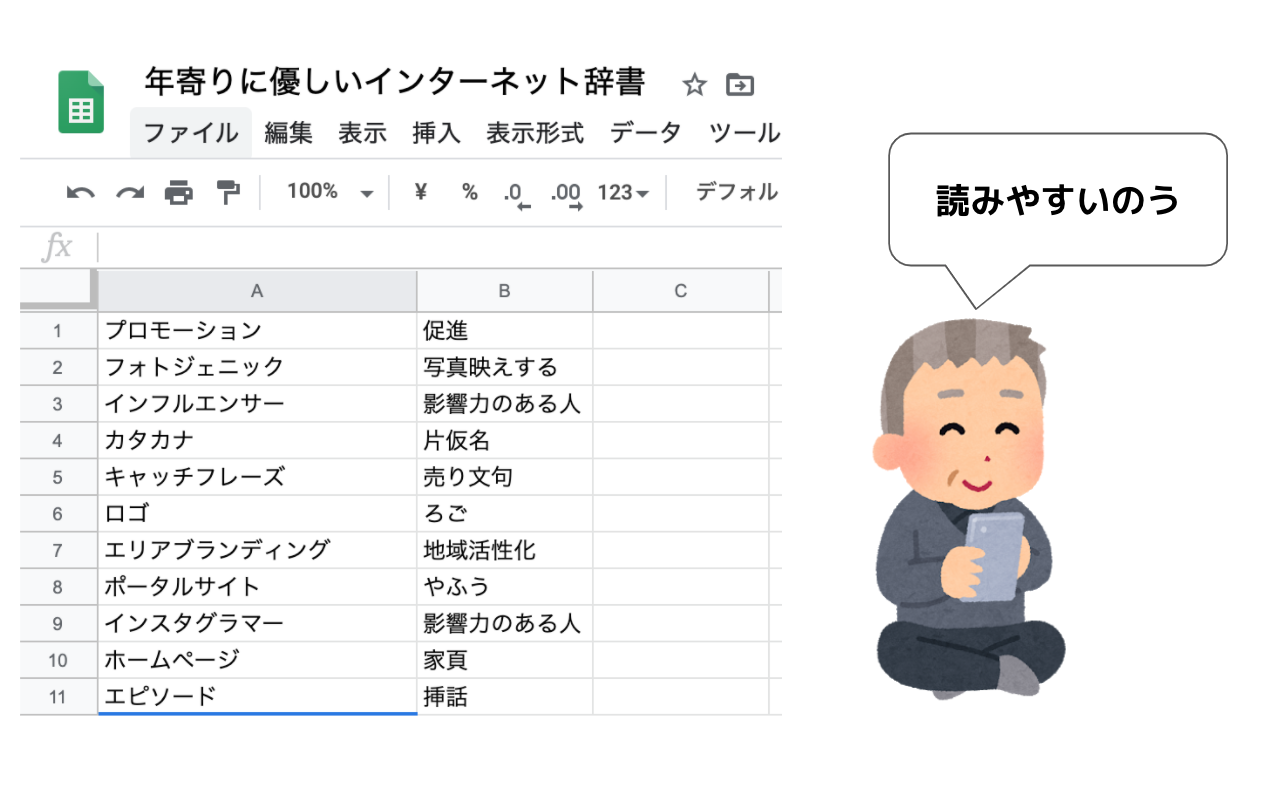 年寄りに優しいインターネット辞書
ファイル 編集 表示 挿入 表示形式 データ ツール
100% ¥ % .0 .00 123 デフォル
fx
A B C
1 プロモーション 促進
2 フォトジェニック 写真映えする
3 インフルエンサー 影響力のある人
4 カタカナ 片仮名
5 キャッチフレーズ 売り文句
6 ロゴ ろご
7 エリアブランディング 地域活性化
8 ポータルサイト やふう
9 インスタグラマー 影響力のある人
10 ホームページ 家頁
11 エピソード 挿話
読みやすいのう